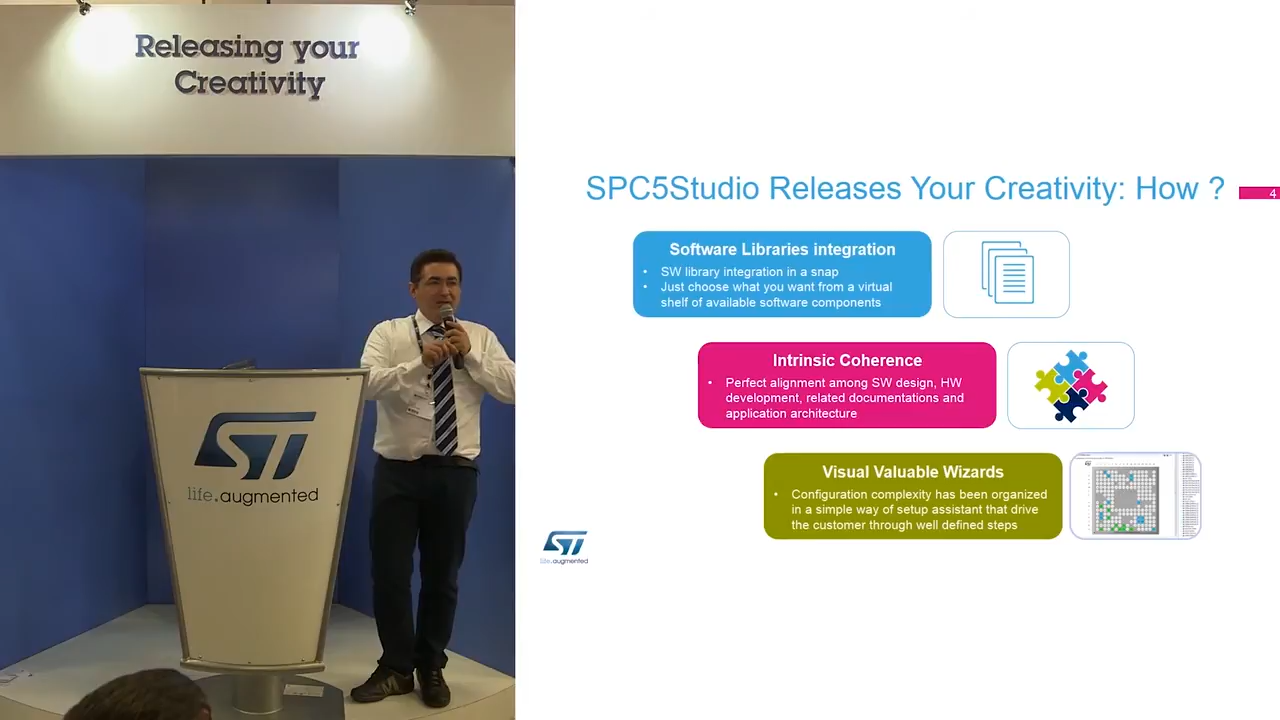 Releasing your
Creativity
ST
life.augmented
SPC5Studio Releases Your Creativity: How ?
4
Software Libraries integration
• SW library integration in a snap
• Just choose what you want from a virtual
shelf of available software components
Intrinsic Coherence
• Perfect alignment among SW design, HW
development, related documentations and
application architecture
Visual Valuable Wizards
• Configuration complexity has been organized
in a simple way of setup assistant that drive
the customer through well defined steps
ST
life.augmented